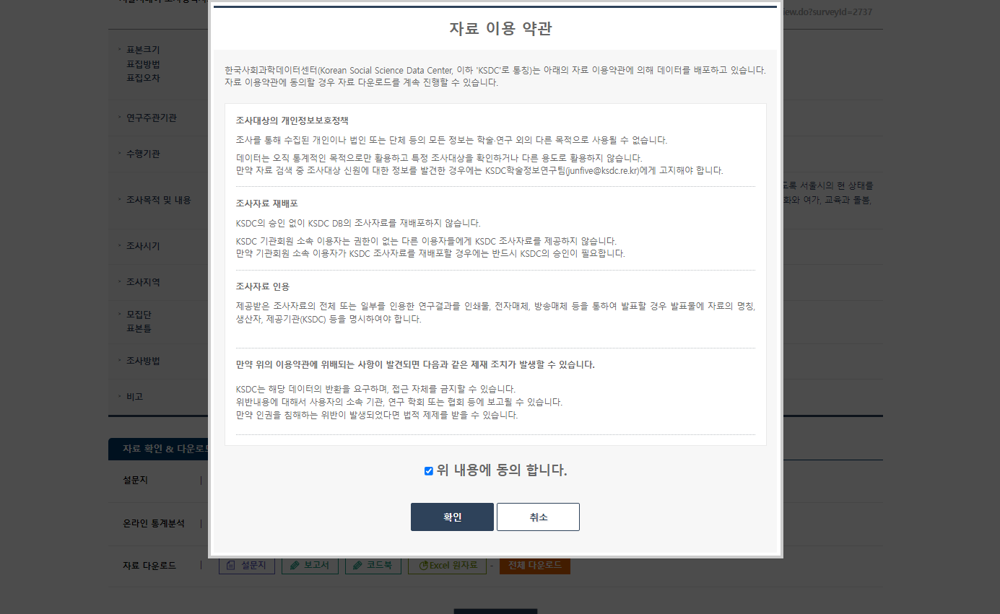 iew.do?surveyId=2737
자료 이용 약관
표본크기
표집방법
표집오차
한국사회과학데이터센터(Korean Social Science Data Center, 이하 'KSDC'로 통칭)는 아래의 자료 이용약관에 의해 데이터를 배포하고 있습니다.
자료 이용약관에 동의할 경우 자료 다운로드를 계속 진행할 수 있습니다.
연구주관기관
조사대상의 개인정보보호정책
조사를 통해 수집된 개인이나 법인 또는 단체 등의 모든 정보는 학술·연구 외의 다른 목적으로 사용될 수 없습니다.
수행기관
데이터는 오직 통계적인 목적으로만 활용하고 특정 조사대상을 확인하거나 다른 용도로 활용하지 않습니다.
만약 자료 검색 중 조사대상 신원에 대한 정보를 발견한 경우에는 KSDC학술정보연구팀(junfive@ksdc.re.kr)에게 고지해야 합니다.
조사목적 및 내용
도록 서울시의 현 상태를
화와 여가, 교육과 돌봄,
조사자료 재배포
KSDC의 승인 없이 KSDC DB의 조사자료를 재배포하지 않습니다.
KSDC 기관회원 소속 이용자는 권한이 없는 다른 이용자들에게 KSDC 조사자료를 제공하지 않습니다.
만약 기관회원 소속 이용자가 KSDC 조사자료를 재배포할 경우에는 반드시 KSDC의 승인이 필요합니다.
조사시기
조사지역
조사자료 인용
제공받은 조사자료의 전체 또는 일부를 인용한 연구결과를 인쇄물, 전자매체, 방송매체 등을 통하여 발표할 경우 발표물에 자료의 명칭,
생산자, 제공기관(KSDC) 등을 명시하여야 합니다.
모집단
표본틀
조사방법
만약 위의 이용약관에 위배되는 사항이 발견되면 다음과 같은 제재 조치가 발생할 수 있습니다.
비고
KSDC는 해당 데이터의 반환을 요구하며, 접근 자체를 금지할 수 있습니다.
위반내용에 대해서 사용자의 소속 기관, 연구 학회 또는 협회 등에 보고될 수 있습니다.
만약 인권을 침해하는 위반이 발생되었다면 법적 제제를 받을 수 있습니다.
자료 확인 & 다운로드
위 내용에 동의 합니다.
설문지
확인 취소
온라인 통계분석
자료 다운로드 설문지 보고서 코드북 Excel 원자료 - 전체 다운로드